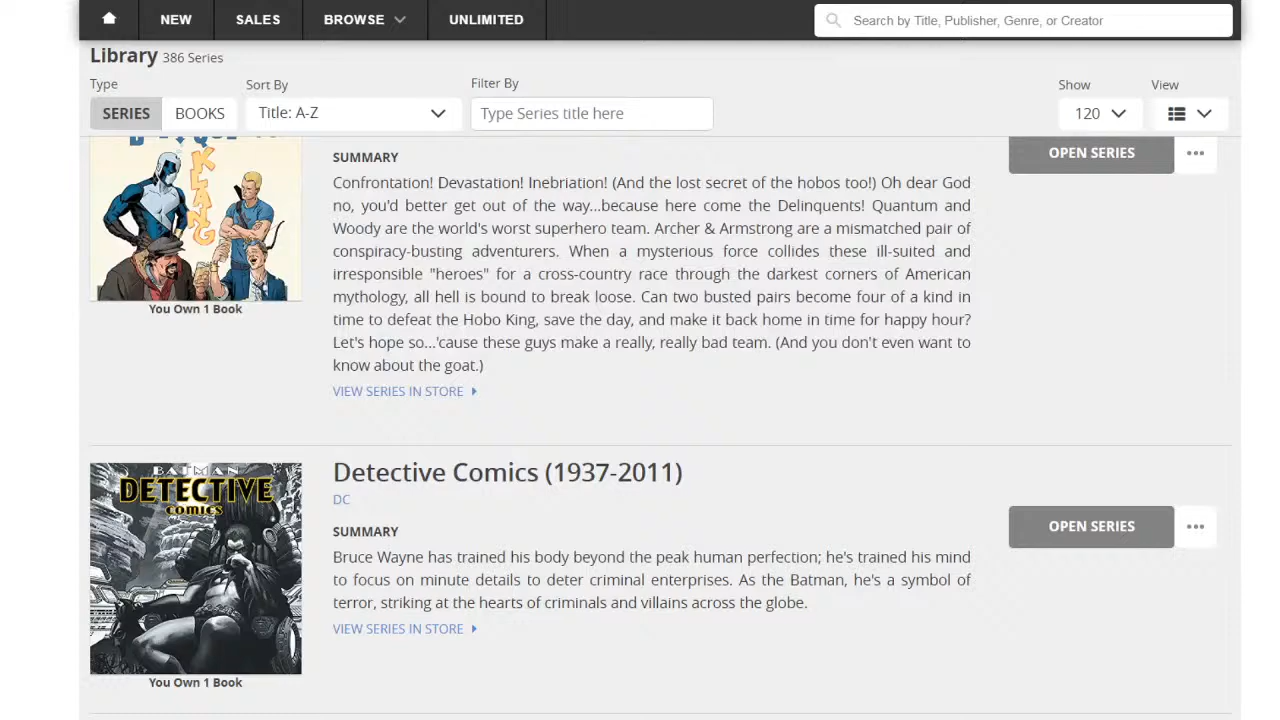 NEW SALES BROWSE UNLIMITED Search by Title, Publisher, Genre, or Creator
Library 386 Series
Type Sort By Filter By Show View
SERIES BOOKS Title: A-Z Type Series title here 120
KLANG
SUMMARY
OPEN SERIES
Confrontation! Devastation! Inebriation! (And the lost secret of the hobos too!) Oh dear God
no, you'd better get out of the way...because here come the Delinquents! Quantum and
Woody are the world's worst superhero team. Archer & Armstrong are a mismatched pair of
conspiracy-busting adventurers. When a mysterious force collides these ill-suited and
irresponsible "heroes" for a cross-country race through the darkest corners of American
mythology, all hell is bound to break loose. Can two busted pairs become four of a kind in
time to defeat the Hobo King, save the day, and make it back home in time for happy hour?
Let's hope so...'cause these guys make a really, really bad team. (And you don't even want to
know about the goat.)
VIEW SERIES IN STORE
You Own 1 Book
BATMAN
DETECTIVE
COMICS
Detective Comics (1937-2011)
DC
SUMMARY
OPEN SERIES
Bruce Wayne has trained his body beyond the peak human perfection; he's trained his mind
to focus on minute details to deter criminal enterprises. As the Batman, he's a symbol of
terror, striking at the hearts of criminals and villains across the globe.
VIEW SERIES IN STORE
You Own 1 Book